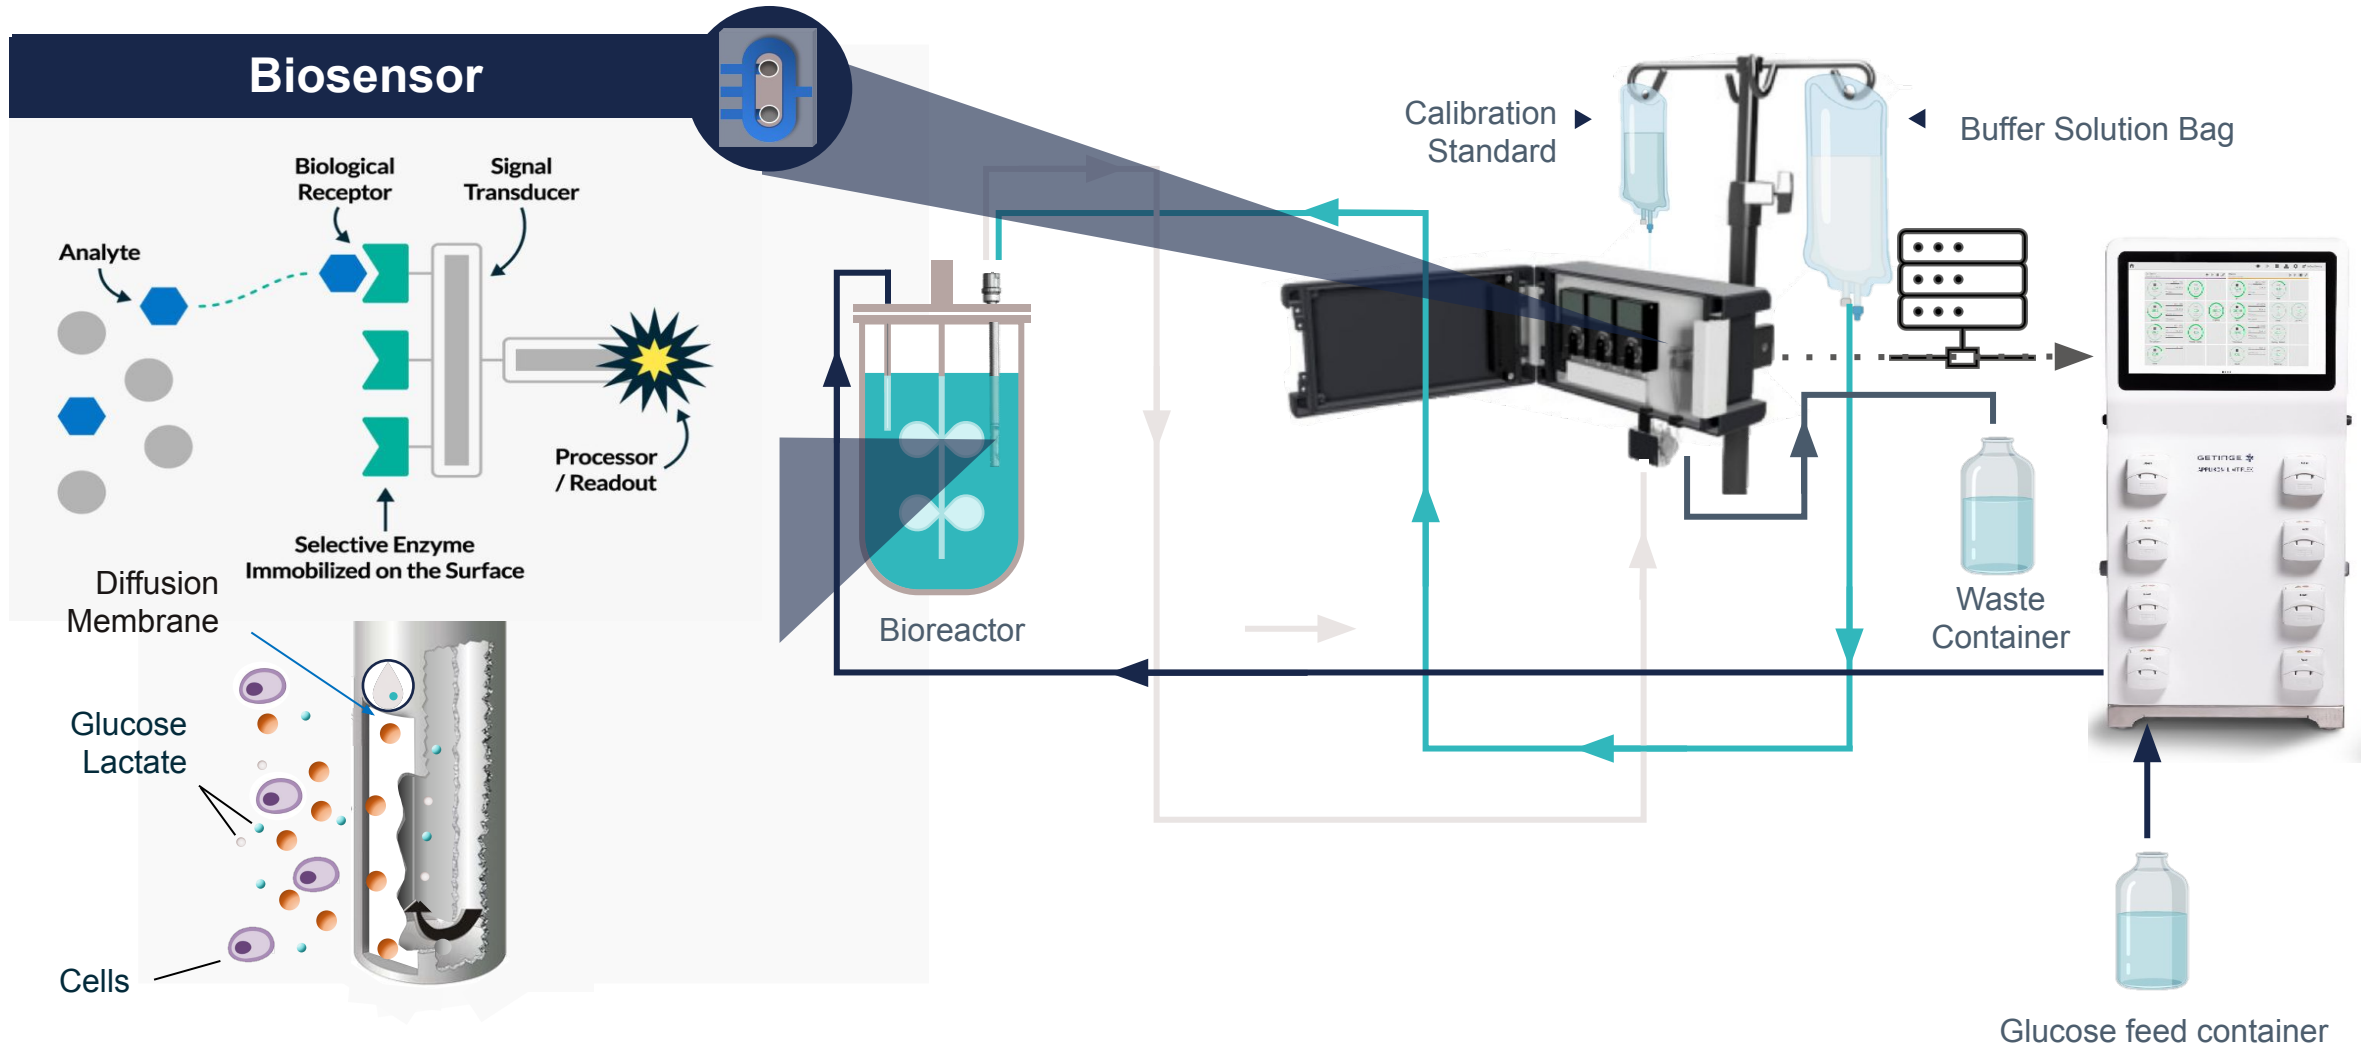 Biosensor
Biological
Receptor
Signal
Transducer
Analyte
Processor
/ Readout
Selective Enzyme
Immobilized on the Surface
Diffusion
Membrane
Glucose
Lactate
Cells
Bioreactor
Calibration
Standard
Buffer Solution Bag
Waste
Container
GETINGE
Glucose feed container